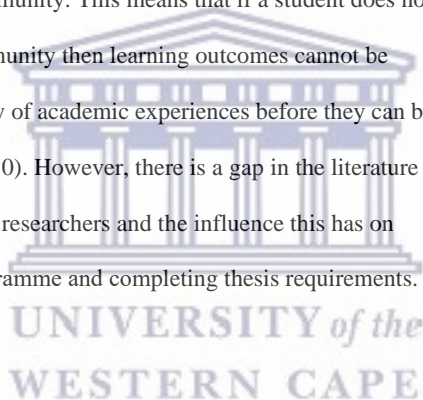 munity. This means that if a student does no
munity then learning outcomes cannot be
y of academic experiences before they can b
0). However, there is a gap in the literature
researchers and the influence this has on
ramme and completing thesis requirements.
UNIVERSITY of the
WESTERN CAPE